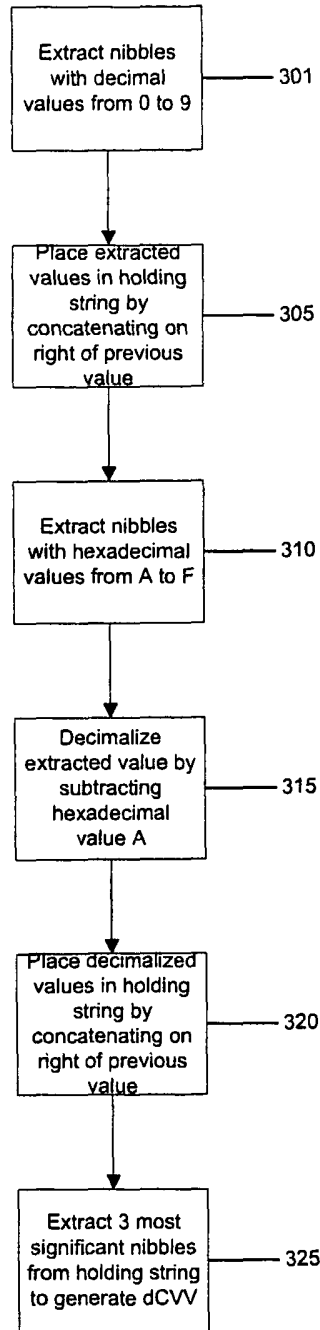 Extract nibbles
with decimal
values from 0 to 9
301
Place extracted
values in holding
string by
concatenating on
right of previous
value
305
Extract nibbles
with hexadecimal
values from A to F
310
Decimalize
extracted value by
subtracting
hexadecimal
value A
315
Place decimalized
values in holding
string by
concatenating on
right of previous
value
320
Extract 3 most
significant nibbles
from holding string
to generate dCVV
325